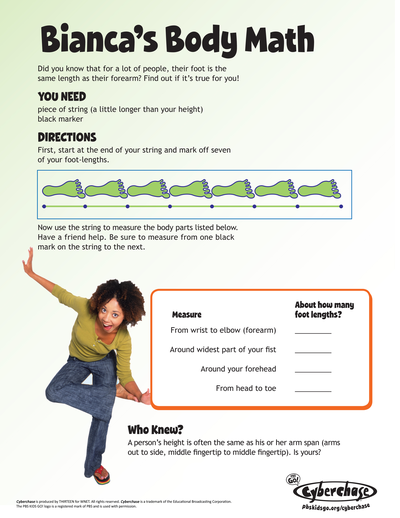 Bianca's Body Math
Did you know that for a lot of people, their foot is the
same length as their forearm? Find out if it's true for you!
YOU NEED
piece of string (a little longer than your height)
black marker
DIRECTIONS
First, start at the end of your string and mark off seven
of your foot-lengths.
Now use the string to measure the body parts listed below.
Have a friend help. Be sure to measure from one black
mark on the string to the next.
Measure
About how many
foot lengths?
From wrist to elbow (forearm) ________
Around widest part of your fist ________
Around your forehead ________
From head to toe ________
Who Knew?
A person's height is often the same as his or her arm span (arms
out to side, middle fingertip to middle fingertip). Is yours?
Cyberchase is produced by THIRTEEN for WNET. All rights reserved. Cyberchase is a trademark of the Educational Broadcasting Corporation.
The PBS KIDS GO! logo is a registered mark of PBS and is used with permission.
GO!
Cyberchase
pbskidsgo.org/cyberchase